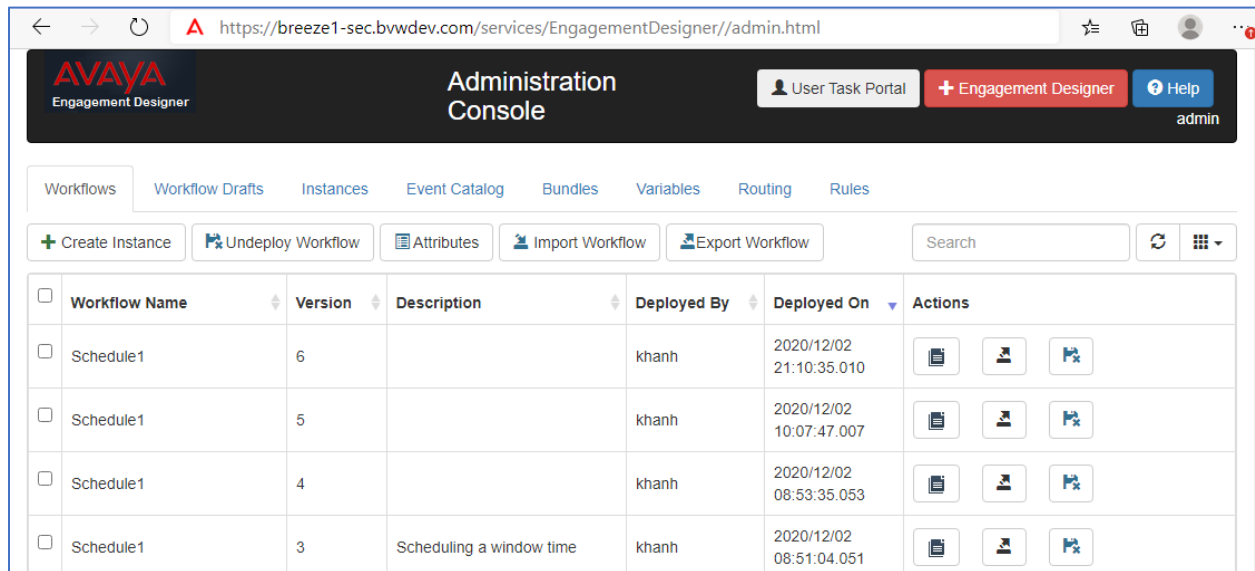 https://breeze1-sec.bvwdev.com/services/EngagementDesigner//admin.html
AVAYA
Engagement Designer
Administration
Console
User Task Portal
+ Engagement Designer
Help
admin
Workflows Workflow Drafts Instances Event Catalog Bundles Variables Routing Rules
+ Create Instance Undeploy Workflow Attributes Import Workflow Export Workflow Search
Workflow Name Version Description Deployed By Deployed On Actions
Schedule1 6 khanh 2020/12/02
21:10:35.010
Schedule1 5 khanh 2020/12/02
10:07:47.007
Schedule1 4 khanh 2020/12/02
08:53:35.053
Schedule1 3 Scheduling a window time khanh 2020/12/02
08:51:04.051